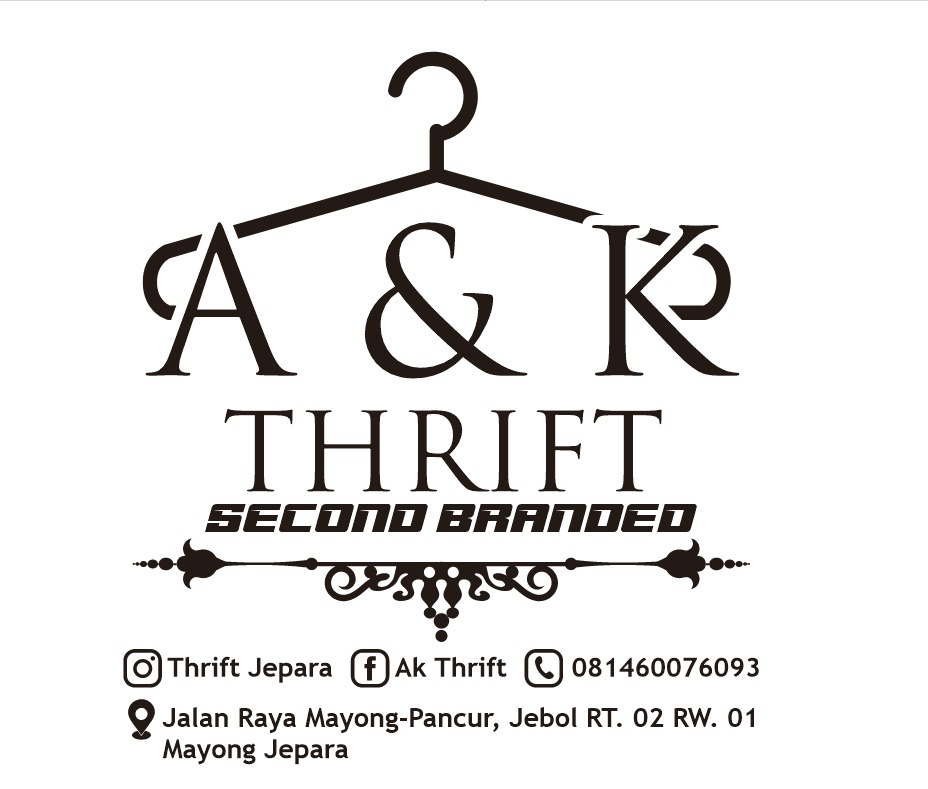 A & K
THRIFT
SECOND BRANDED
Thrift Jepara Ak Thrift 081460076093
Jalan Raya Mayong-Pancur, Jebol RT. 02 RW. 01
Mayong Jepara